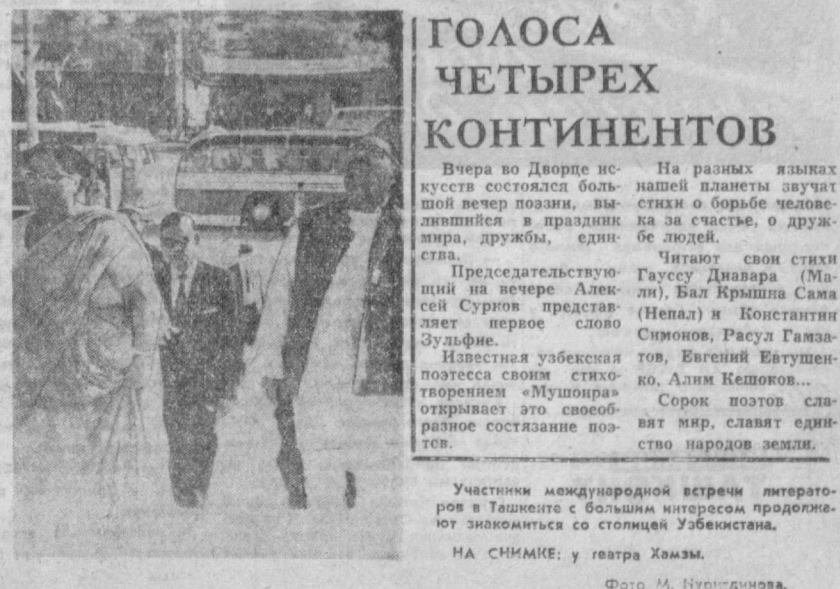 ГОЛОСА
ЧЕТЫРЕХ
КОНТИНЕНТОВ
Вчера во Дворце ис-
кусств состоялся боль-
шой вечер поэзии, вы-
лившийся в праздник
мира, дружбы, един-
ства.
Председательствую-
щий на вечере Алек-
сей Сурков представ-
ляет первое слово
Зульфие.
Известная узбекская
поэтесса своим стихо-
творением «Мушоира»
открывает это своеоб-
разное состязание поэ-
тов.
На разных языках
нашей планеты звучат
стихи о борьбе челове-
ка за счастье, о друж-
бе людей.
Читают свои стихи
Гауссу Диавара (Ма-
ли), Бал Крышна Сама
(Непал) и Константин
Симонов, Расул Гамза-
тов, Евгений Евтушен-
ко, Алим Кешоков...
Сорок поэтов сла-
вят мир, славят един-
ство народов земли.
Участники международной встречи литерато-
ров в Ташкенте с большим интересом продолжа-
ют знакомиться со столицей Узбекистана.
НА СНИМКЕ: у театра Хамзы.
Фото М. Нуритдинова.